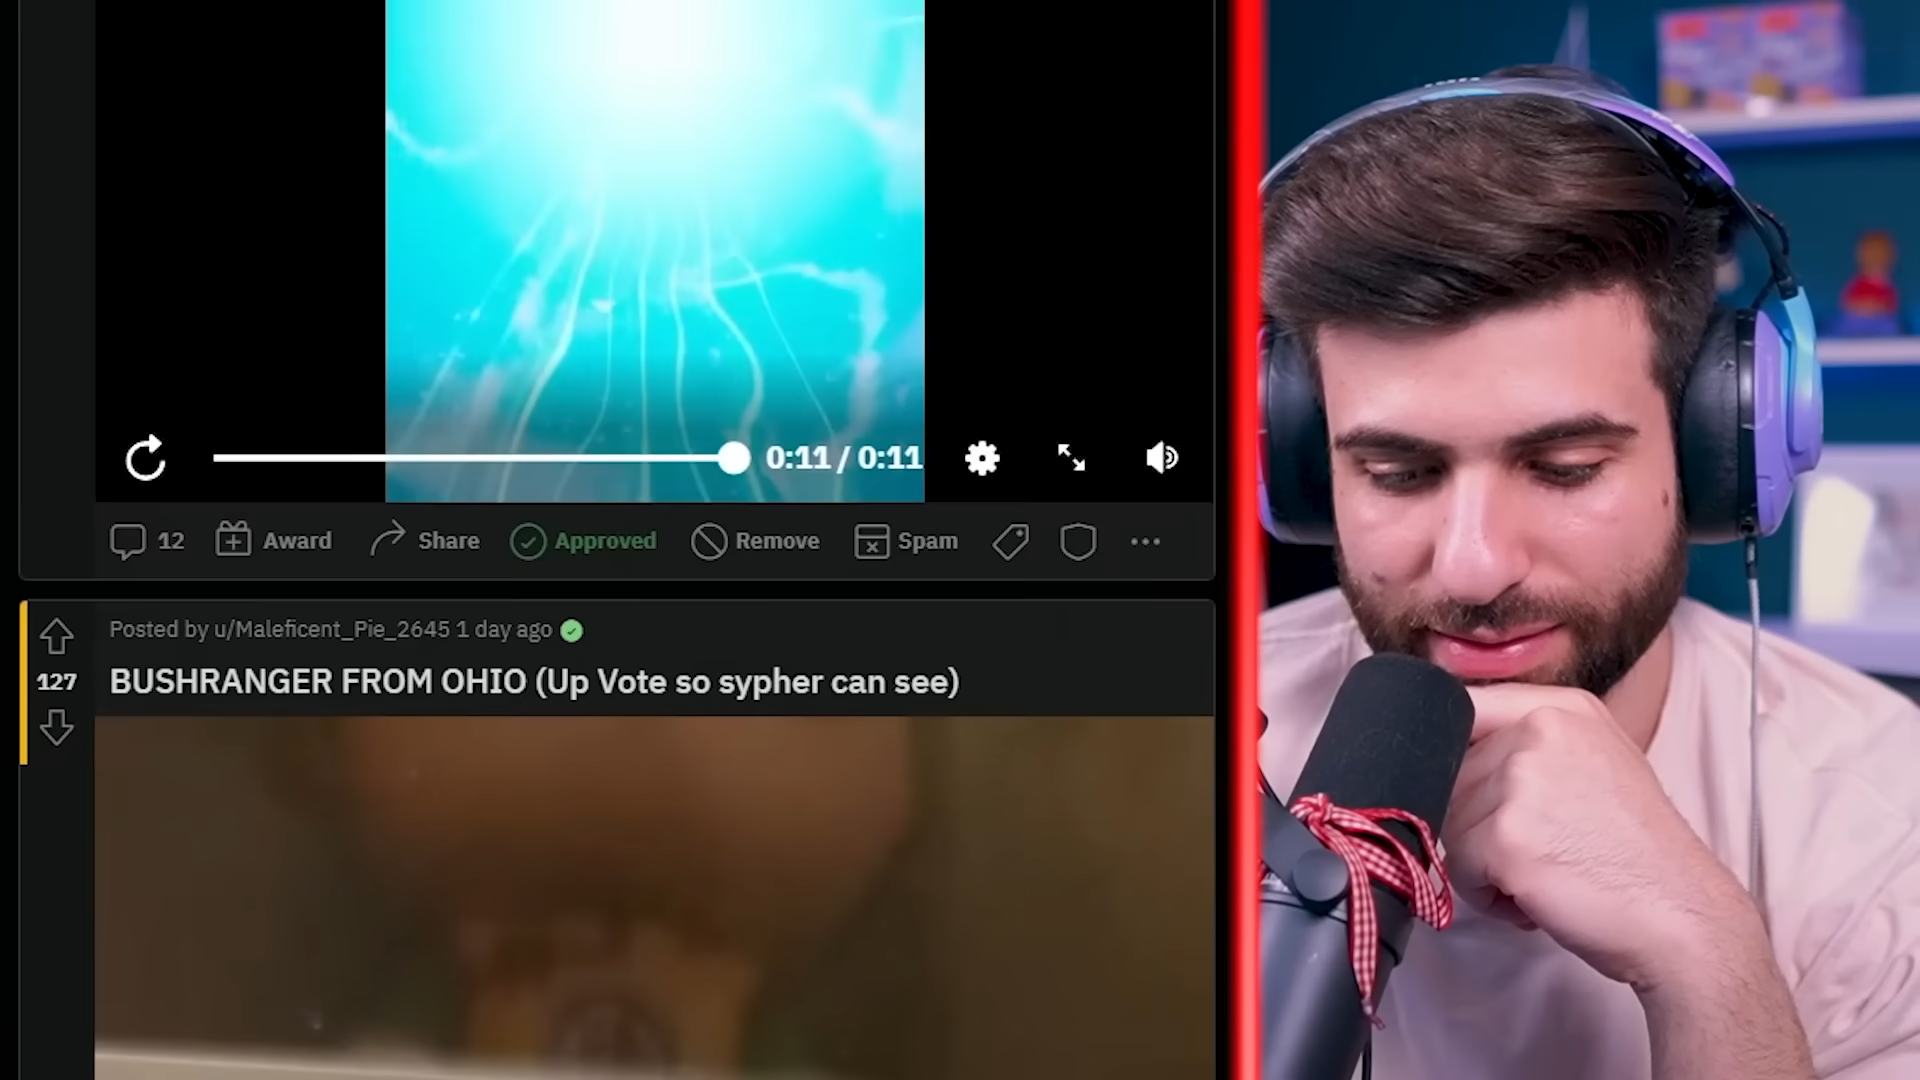 0:11 / 0:11
12 Award Share Approved Remove Spam
Posted by u/Maleficent_Pie_2645 1 day ago
127
BUSHRANGER FROM OHIO (Up Vote so sypher can see)